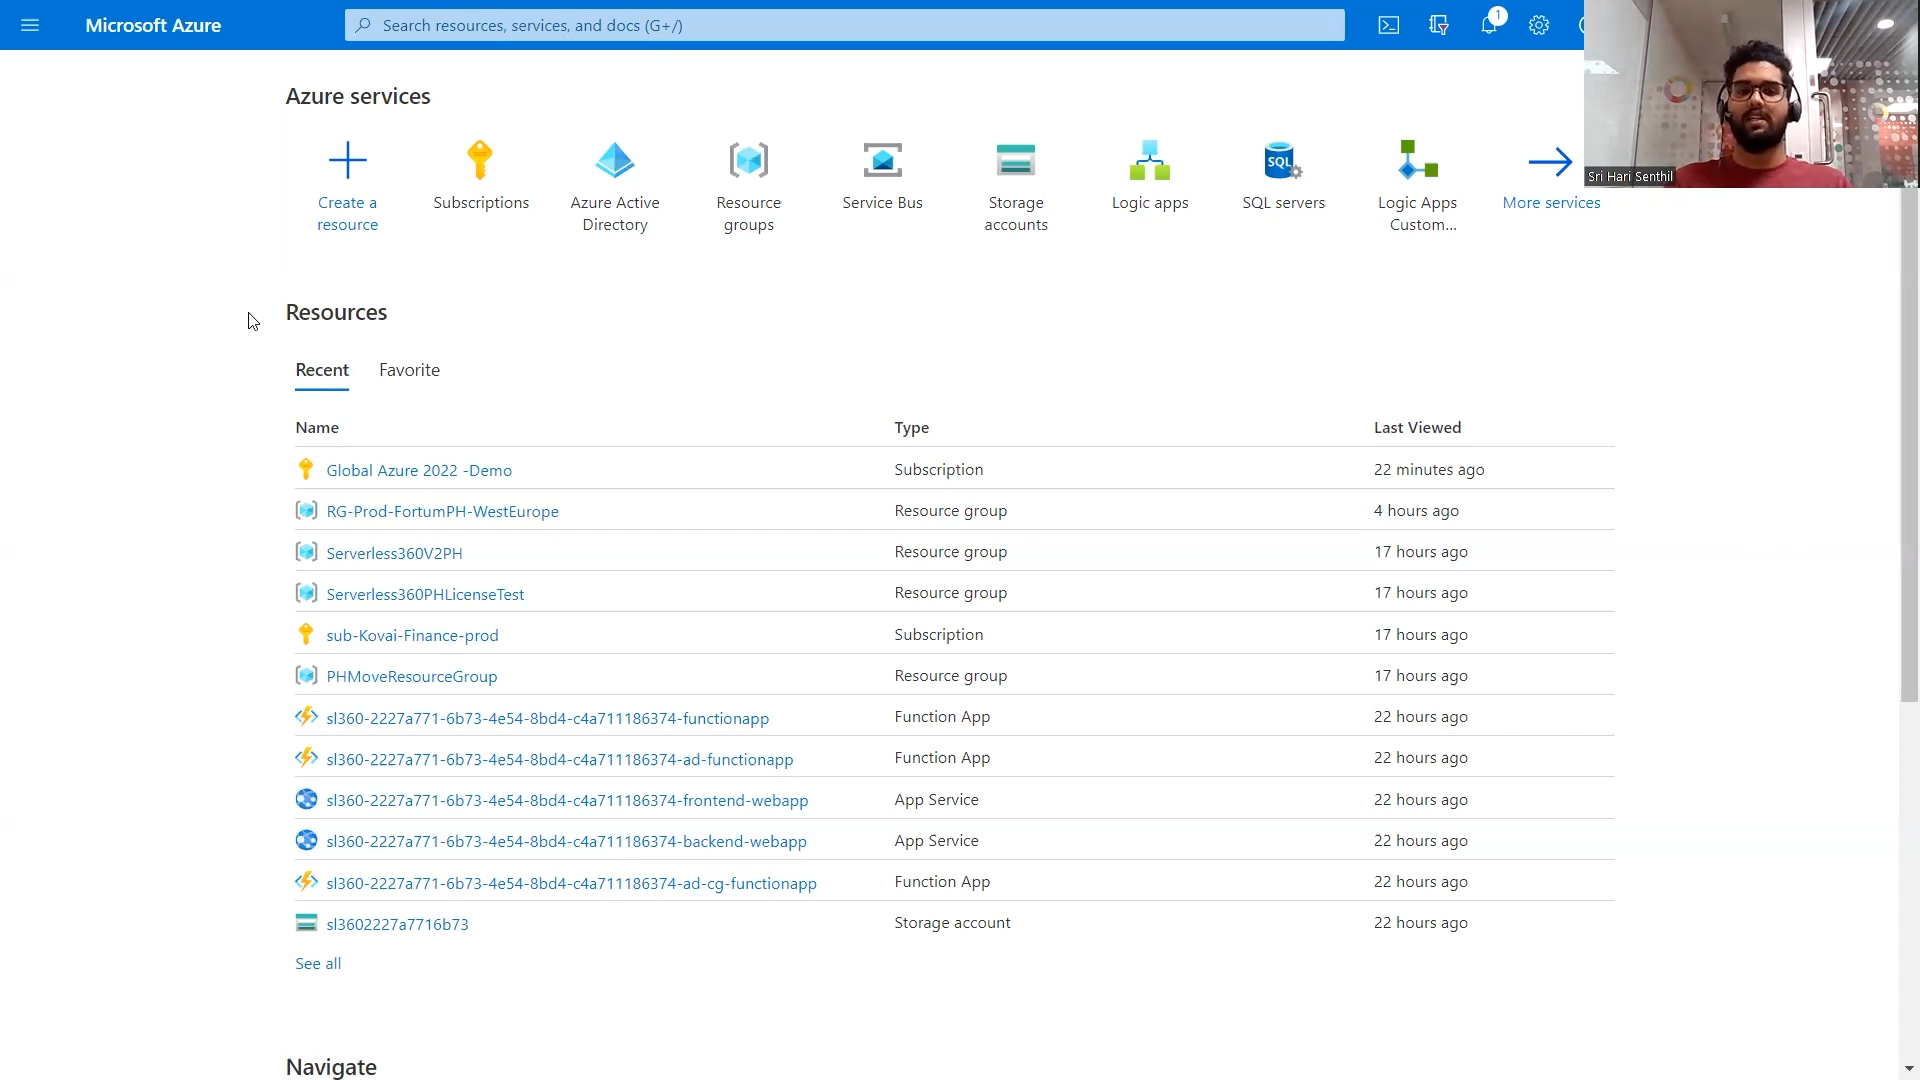 Microsoft Azure
Search resources, services, and docs (G+/)
1
Sri Hari Senthil
Azure services
Create a
resource
Subscriptions
Azure Active
Directory
Resource
groups
Service Bus
Storage
accounts
Logic apps
SQL
SQL servers
Logic Apps
Custom...
More services
Resources
Recent
Favorite
Name Type Last Viewed
Global Azure 2022 -Demo Subscription 22 minutes ago
RG-Prod-FortumPH-WestEurope Resource group 4 hours ago
Serverless360V2PH Resource group 17 hours ago
Serverless360PHLicenseTest Resource group 17 hours ago
sub-Kovai-Finance-prod Subscription 17 hours ago
PHMoveResourceGroup Resource group 17 hours ago
sl360-2227a771-6b73-4e54-8bd4-c4a711186374-functionapp Function App 22 hours ago
sl360-2227a771-6b73-4e54-8bd4-c4a711186374-ad-functionapp Function App 22 hours ago
sl360-2227a771-6b73-4e54-8bd4-c4a711186374-frontend-webapp App Service 22 hours ago
sl360-2227a771-6b73-4e54-8bd4-c4a711186374-backend-webapp App Service 22 hours ago
sl360-2227a771-6b73-4e54-8bd4-c4a711186374-ad-cg-functionapp Function App 22 hours ago
sl3602227a7716b73 Storage account 22 hours ago
See all
Navigate